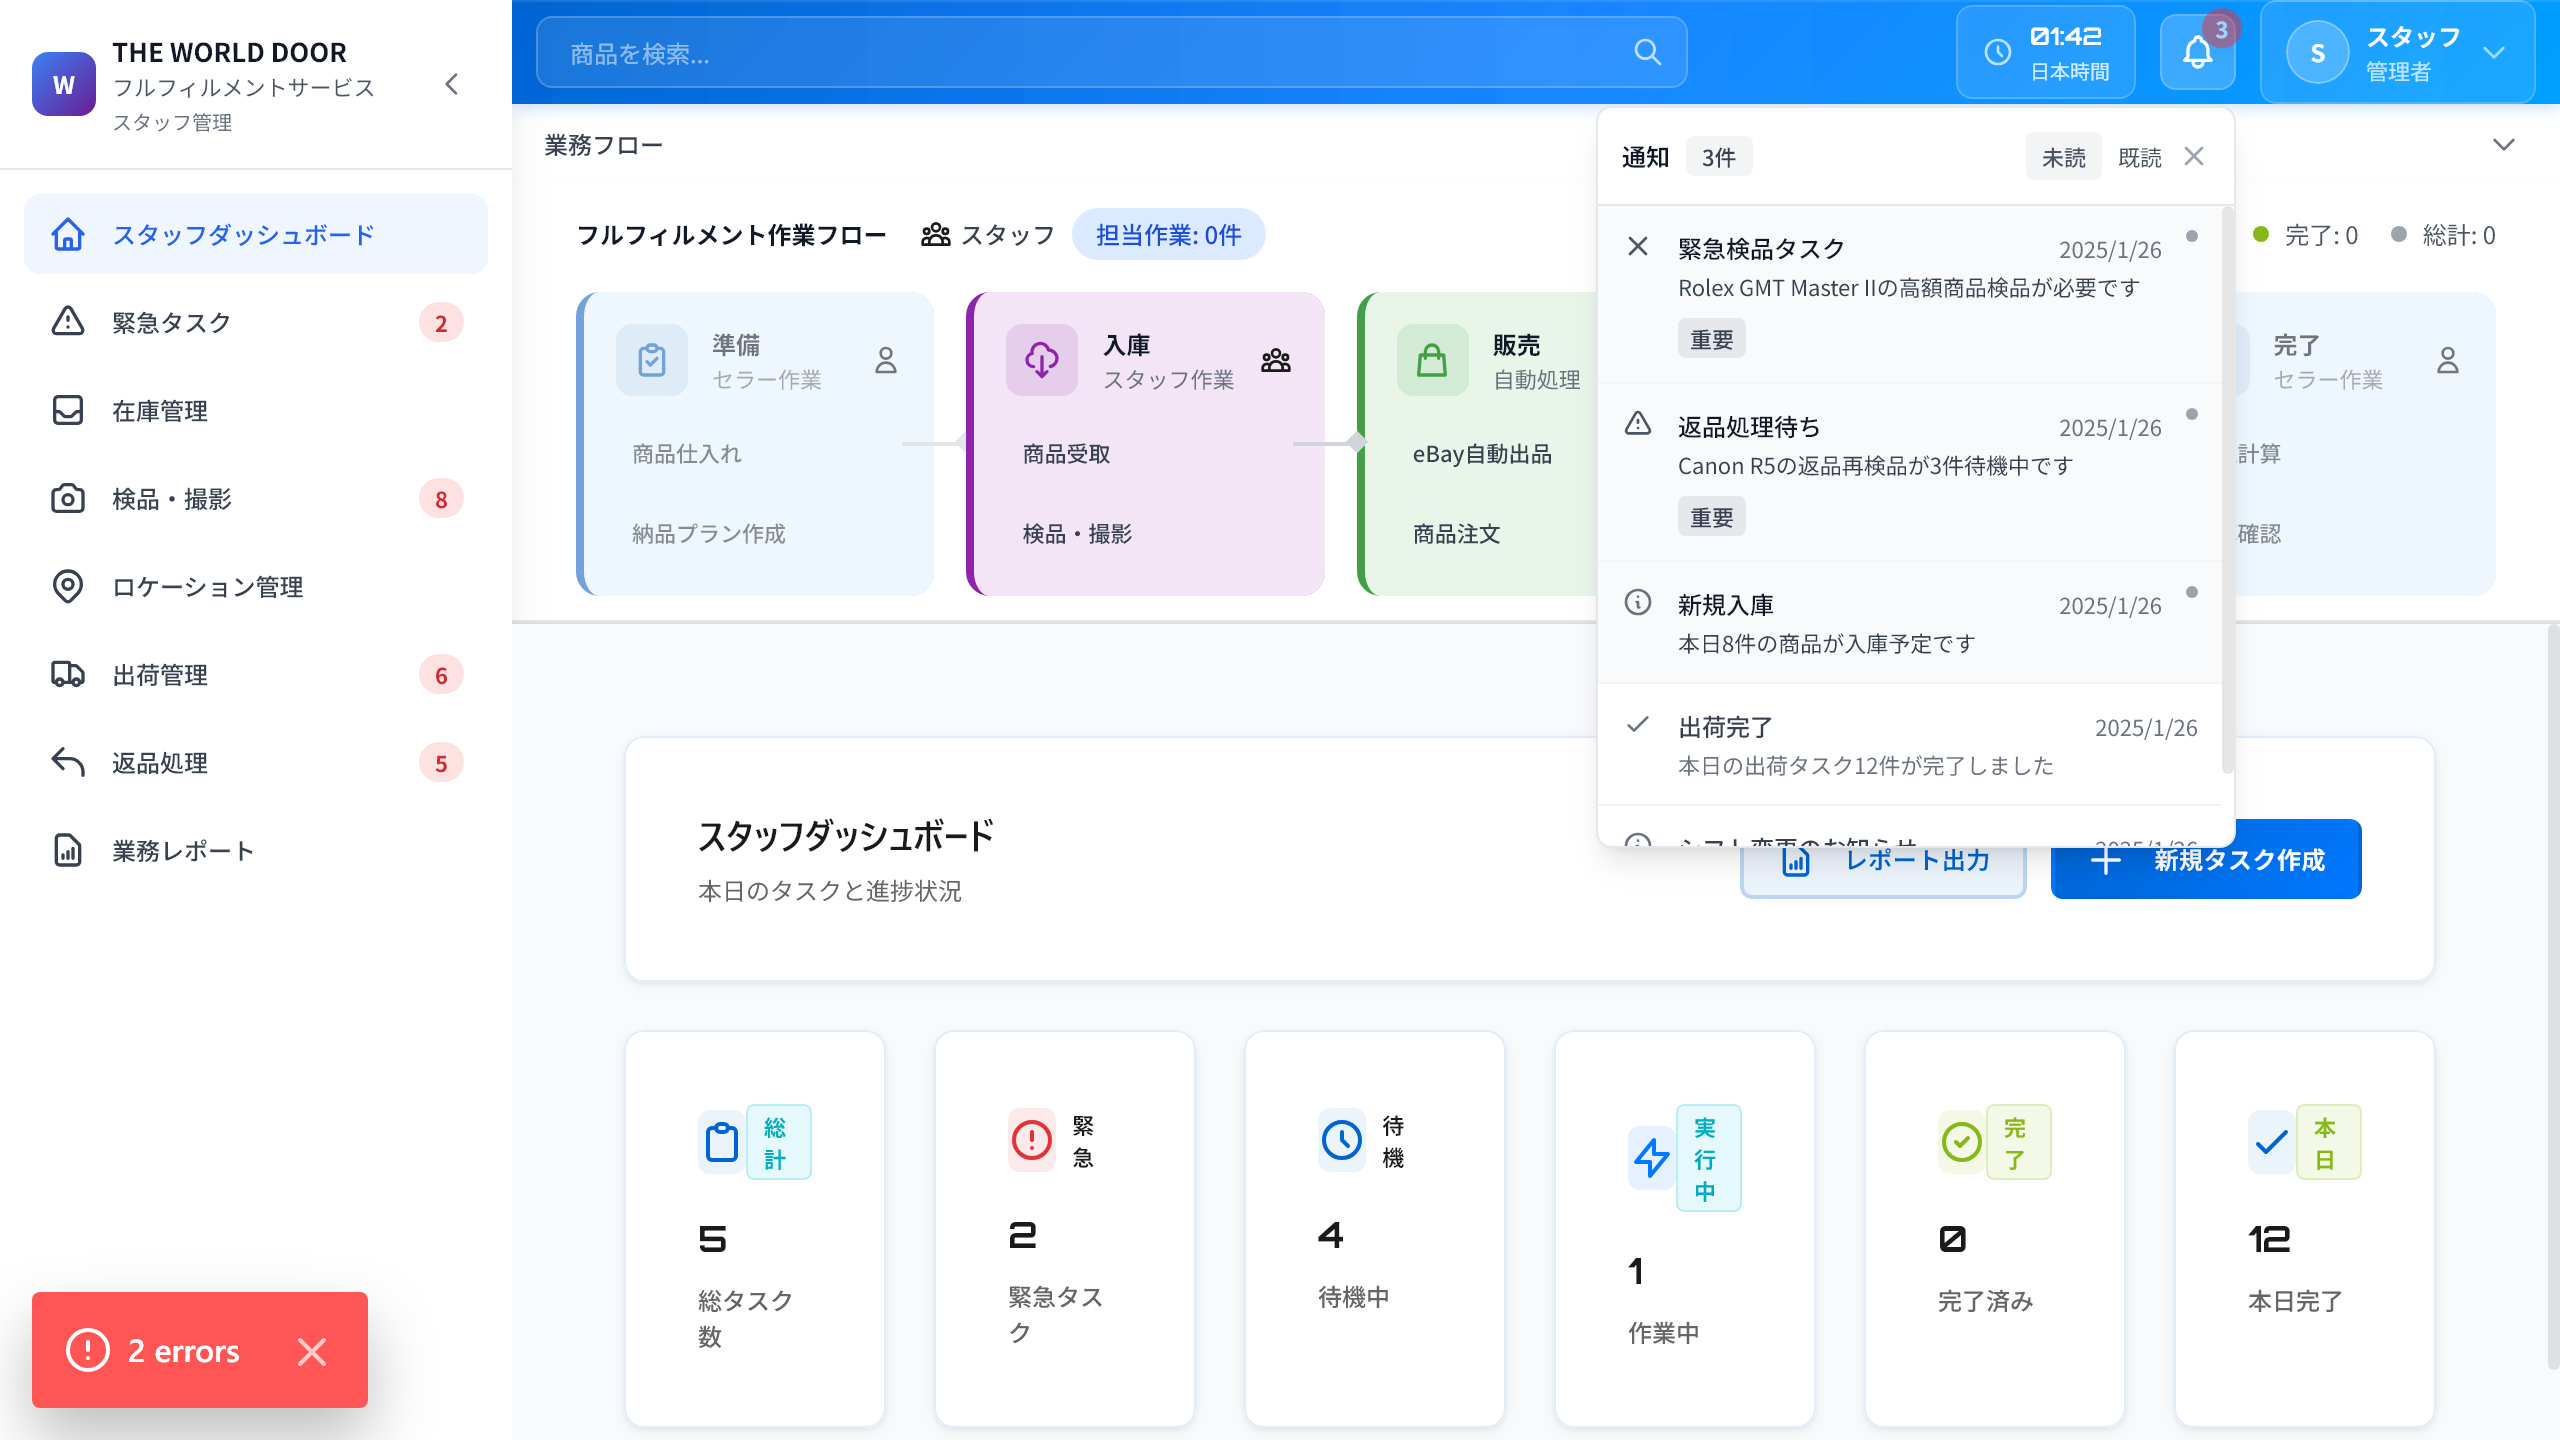 W
THE WORLD DOOR
フルフィルメントサービス
スタッフ管理
スタッフダッシュボード
緊急タスク
2
在庫管理
検品・撮影
8
ロケーション管理
出荷管理
6
返品処理
5
業務レポート
2 errors
商品を検索...
01:42
日本時間
3
S
スタッフ
管理者
業務フロー
フルフィルメント作業フロー
スタッフ
担当作業: 0件
完了: 0
総計: 0
準備
セラー作業
商品仕入れ
納品プラン作成
入庫
スタッフ作業
商品受取
検品・撮影
販売
自動処理
eBay自動出品
商品注文
完了
セラー作業
計算
確認
通知
3件
未読
既読
緊急検品タスク
2025/1/26
Rolex GMT Master IIの高額商品検品が必要です
重要
返品処理待ち
2025/1/26
Canon R5の返品再検品が3件待機中です
重要
新規入庫
2025/1/26
本日8件の商品が入庫予定です
出荷完了
2025/1/26
本日の出荷タスク12件が完了しました
シフト変更のお知らせ
2025/1/26
スタッフダッシュボード
本日のタスクと進捗状況
レポート出力
新規タスク作成
総
計
5
総タスク
数
緊
急
2
緊急タス
ク
待
機
4
待機中
実
行
中
1
作業中
完
了
0
完了済み
本
日
12
本日完了